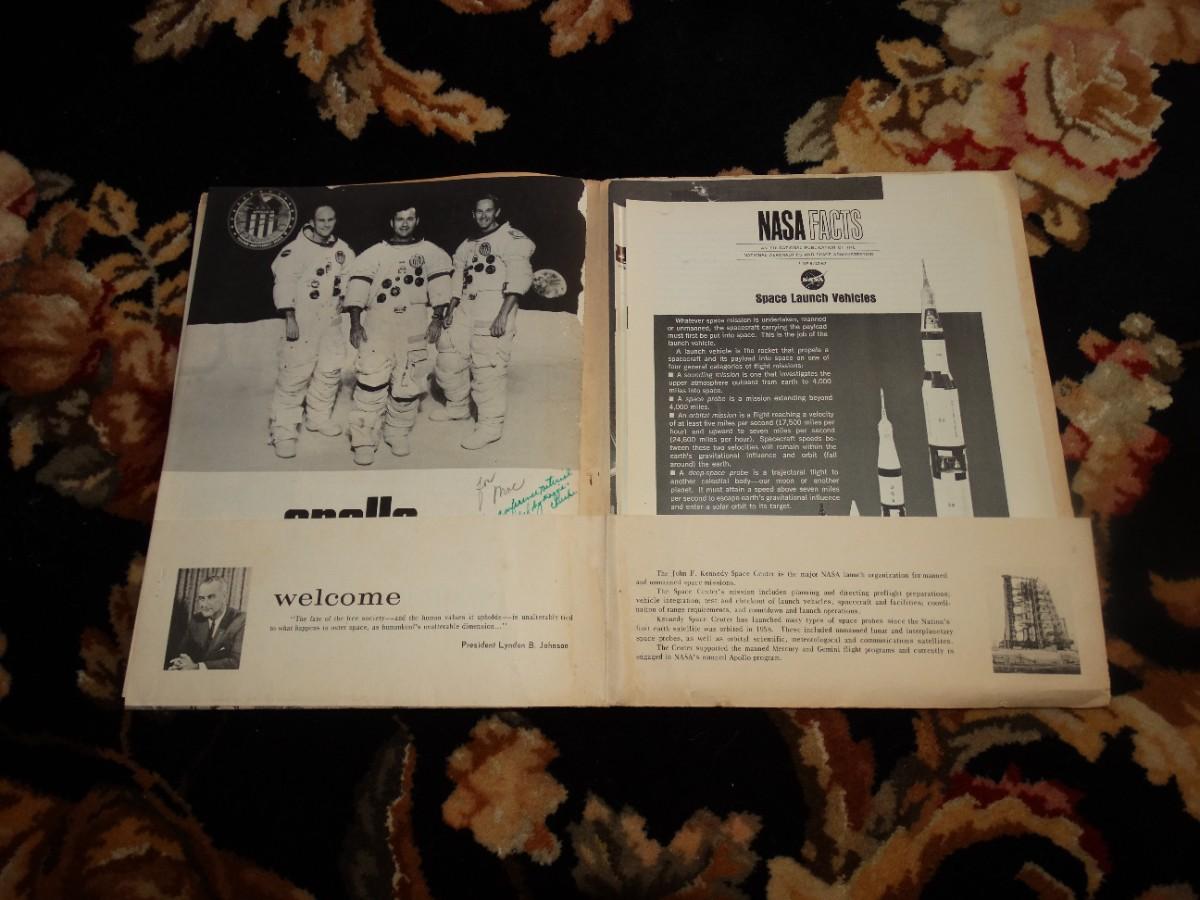 for
Mac
apollo
NASA FACTS
AN EDUCATIONAL PUBLICATION OF THE
NATIONAL AERONAUTICS AND SPACE ADMINISTRATION
NASA
Space Launch Vehicles
Whatever space mission is undertaken, manned
or unmanned, the spacecraft carrying the payload
must first be put into space. This is the job of the
launch vehicle.
A launch vehicle is the rocket that propels a
spacecraft and its payload into space on one of
four general categories of flight missions:
■ A sounding mission is one that investigates the
upper atmosphere outward from earth to 4,000
miles into space.
■ A space probe is a mission extending beyond
4,000 miles.
■ An orbital mission is a flight reaching a velocity
of at least five miles per second (17,500 miles per
hour) and upward to seven miles per second
(24,600 miles per hour). Spacecraft speeds be-
tween these two velocities will remain within the
earth's gravitational influence and orbit (fall
around) the earth.
■ A deep-space probe is a trajectoral flight to
another celestial body—our moon or another
planet. It must attain a speed above seven miles
per second to escape earth's gravitational influence
and enter a solar orbit to its target.
welcome
"The fate of the free society—and the human values it upholds—is unalterably tied
to what happens in outer space, as humankind's unalterable dimension..."
President Lyndon B. Johnson
The John F. Kennedy Space Center is the major NASA launch organization for manned
and unmanned space missions.
The Space Center's mission includes planning and directing preflight preparations;
vehicle integration, test and checkout of launch vehicles, spacecraft and facilities; coordi-
nation of range requirements, and countdown and launch operations.
Kennedy Space Center has launched many types of space probes since the Nation's
first earth satellite was orbited in 1958. These included unmanned lunar and interplanetary
space probes, as well as orbital scientific, meteorological and communications satellites.
The Center supported the manned Mercury and Gemini flight programs and currently is
engaged in NASA's manned Apollo program.